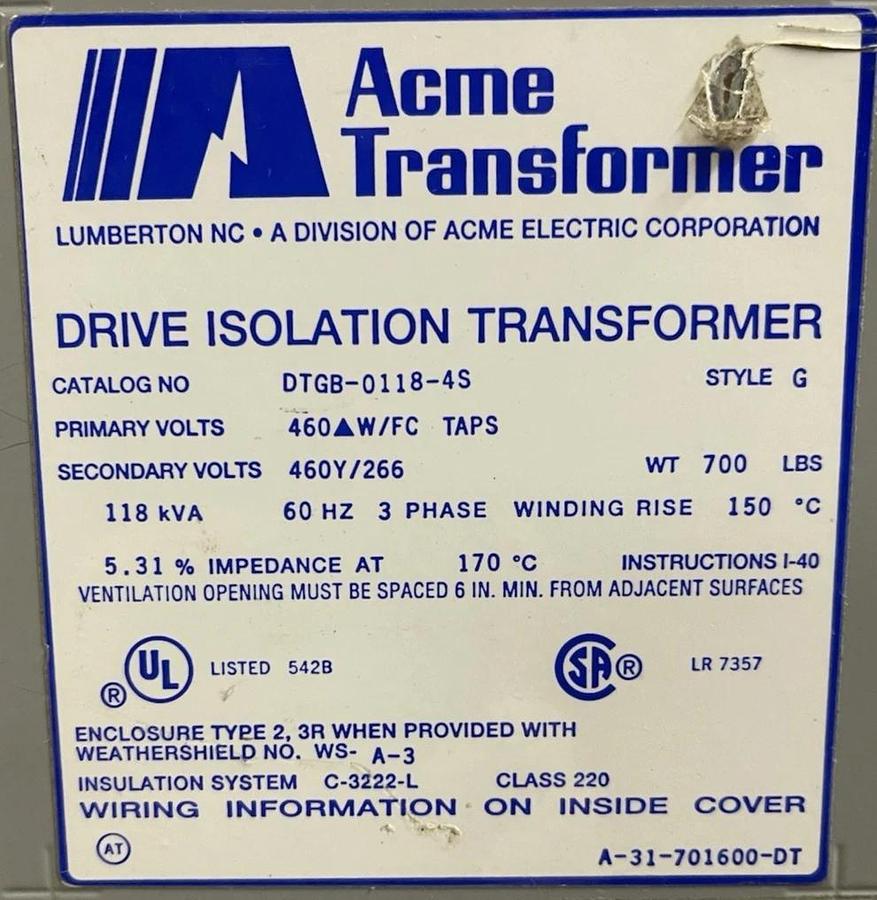 Acme
Transformer
LUMBERTON NC • A DIVISION OF ACME ELECTRIC CORPORATION
DRIVE ISOLATION TRANSFORMER
CATALOG NO DTGB-0118-4S STYLE G
PRIMARY VOLTS 460▲W/FC TAPS
SECONDARY VOLTS 460Y/266 WT 700 LBS
118 kVA 60 HZ 3 PHASE WINDING RISE 150 °C
5.31 % IMPEDANCE AT 170 °C INSTRUCTIONS I-40
VENTILATION OPENING MUST BE SPACED 6 IN. MIN. FROM ADJACENT SURFACES
® UL LISTED 542B SA ® LR 7357
ENCLOSURE TYPE 2, 3R WHEN PROVIDED WITH
WEATHERSHIELD NO. WS- A-3
INSULATION SYSTEM C-3222-L CLASS 220
WIRING INFORMATION ON INSIDE COVER
AT A-31-701600-DT